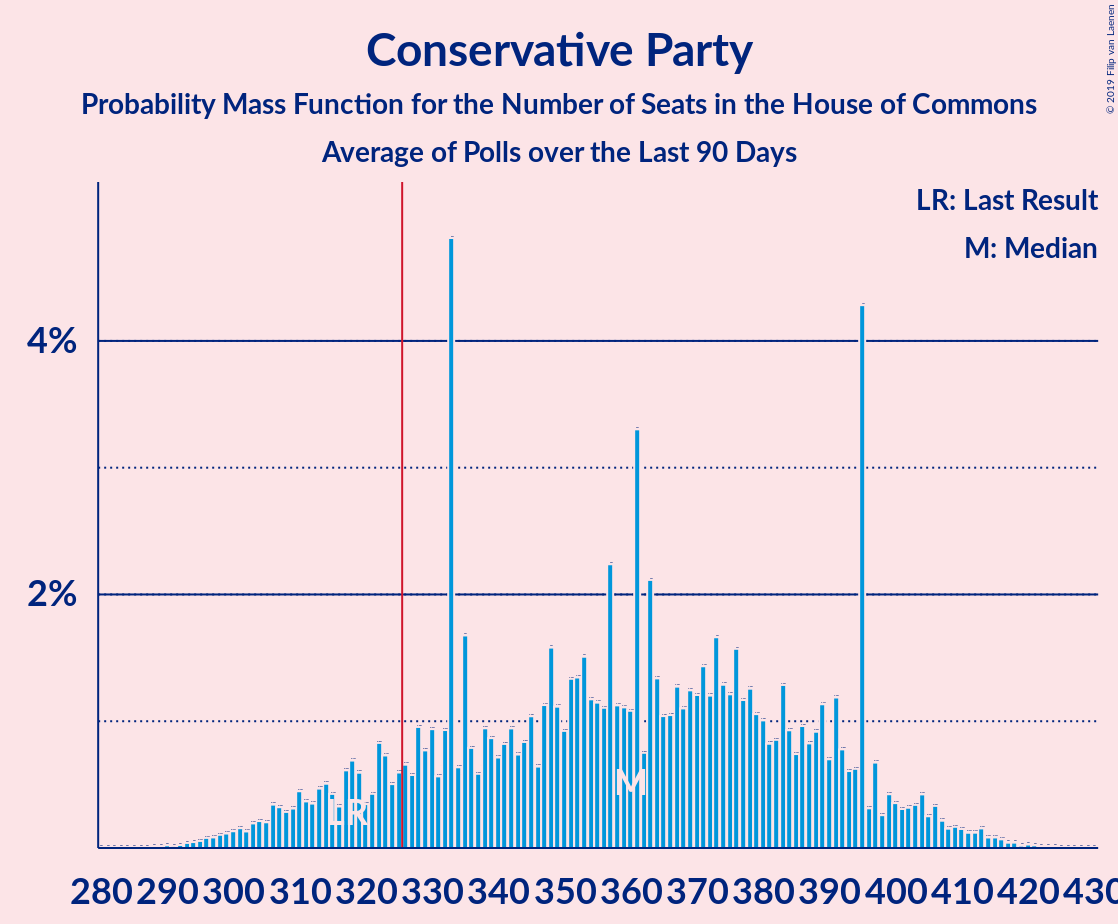 Conservative Party
Probability Mass Function for the Number of Seats in the House of Commons
Average of Polls over the Last 90 Days
© 2019 Filip van Laenen
LR: Last Result
M: Median
4%
2%
LR
M
280 290 300 310 320 330 340 350 360 370 380 390 400 410 420 430